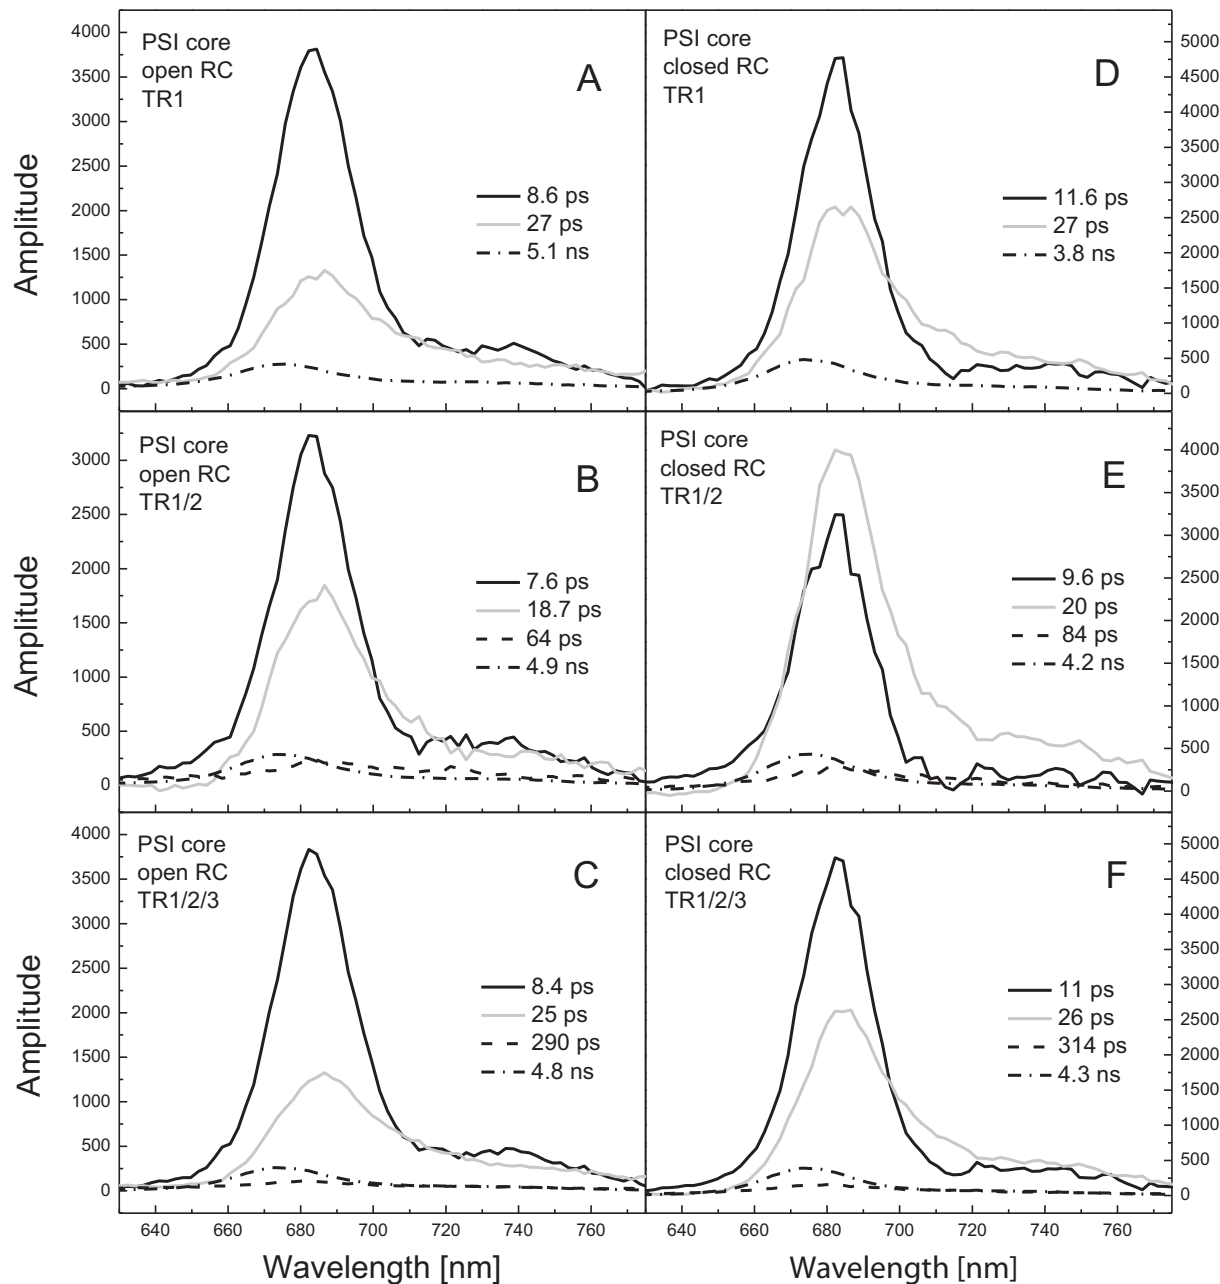 PSI core
open RC
TR1
A
8.6 ps
27 ps
5.1 ns
Amplitude
4000
3500
3000
2500
2000
1500
1000
500
0
PSI core
closed RC
TR1
D
11.6 ps
27 ps
3.8 ns
5000
4500
4000
3500
3000
2500
2000
1500
1000
500
0
PSI core
open RC
TR1/2
B
7.6 ps
18.7 ps
64 ps
4.9 ns
Amplitude
3000
2500
2000
1500
1000
500
0
PSI core
closed RC
TR1/2
E
9.6 ps
20 ps
84 ps
4.2 ns
4000
3500
3000
2500
2000
1500
1000
500
0
PSI core
open RC
TR1/2/3
C
8.4 ps
25 ps
290 ps
4.8 ns
Amplitude
4000
3500
3000
2500
2000
1500
1000
500
0
PSI core
closed RC
TR1/2/3
F
11 ps
26 ps
314 ps
4.3 ns
5000
4500
4000
3500
3000
2500
2000
1500
1000
500
0
640 660 680 700 720 740 760
640 660 680 700 720 740 760
Wavelength [nm]
Wavelength [nm]